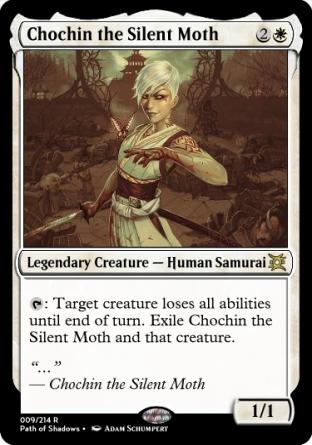 Chochin the Silent Moth 2
Legendary Creature — Human Samurai
: Target creature loses all abilities
until end of turn. Exile Chochin the
Silent Moth and that creature.
“...”
— Chochin the Silent Moth
1/1
009/214 R
Path of Shadows • Adam Schumpert